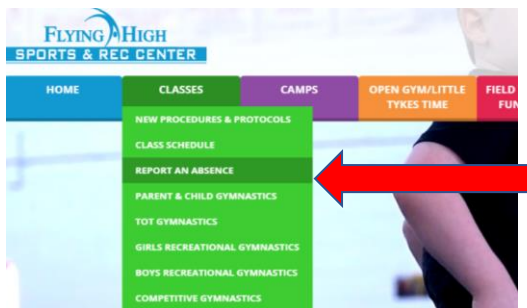 FLYING HIGH
SPORTS & REC CENTER
HOME
CLASSES
CAMPS
OPEN GYM/LITTLE
TYKES TIME
FIELD
FUN
NEW PROCEDURES & PROTOCOLS
CLASS SCHEDULE
REPORT AN ABSENCE
PARENT & CHILD GYMNASTICS
TOT GYMNASTICS
GIRLS RECREATIONAL GYMNASTICS
BOYS RECREATIONAL GYMNASTICS
COMPETITIVE GYMNASTICS